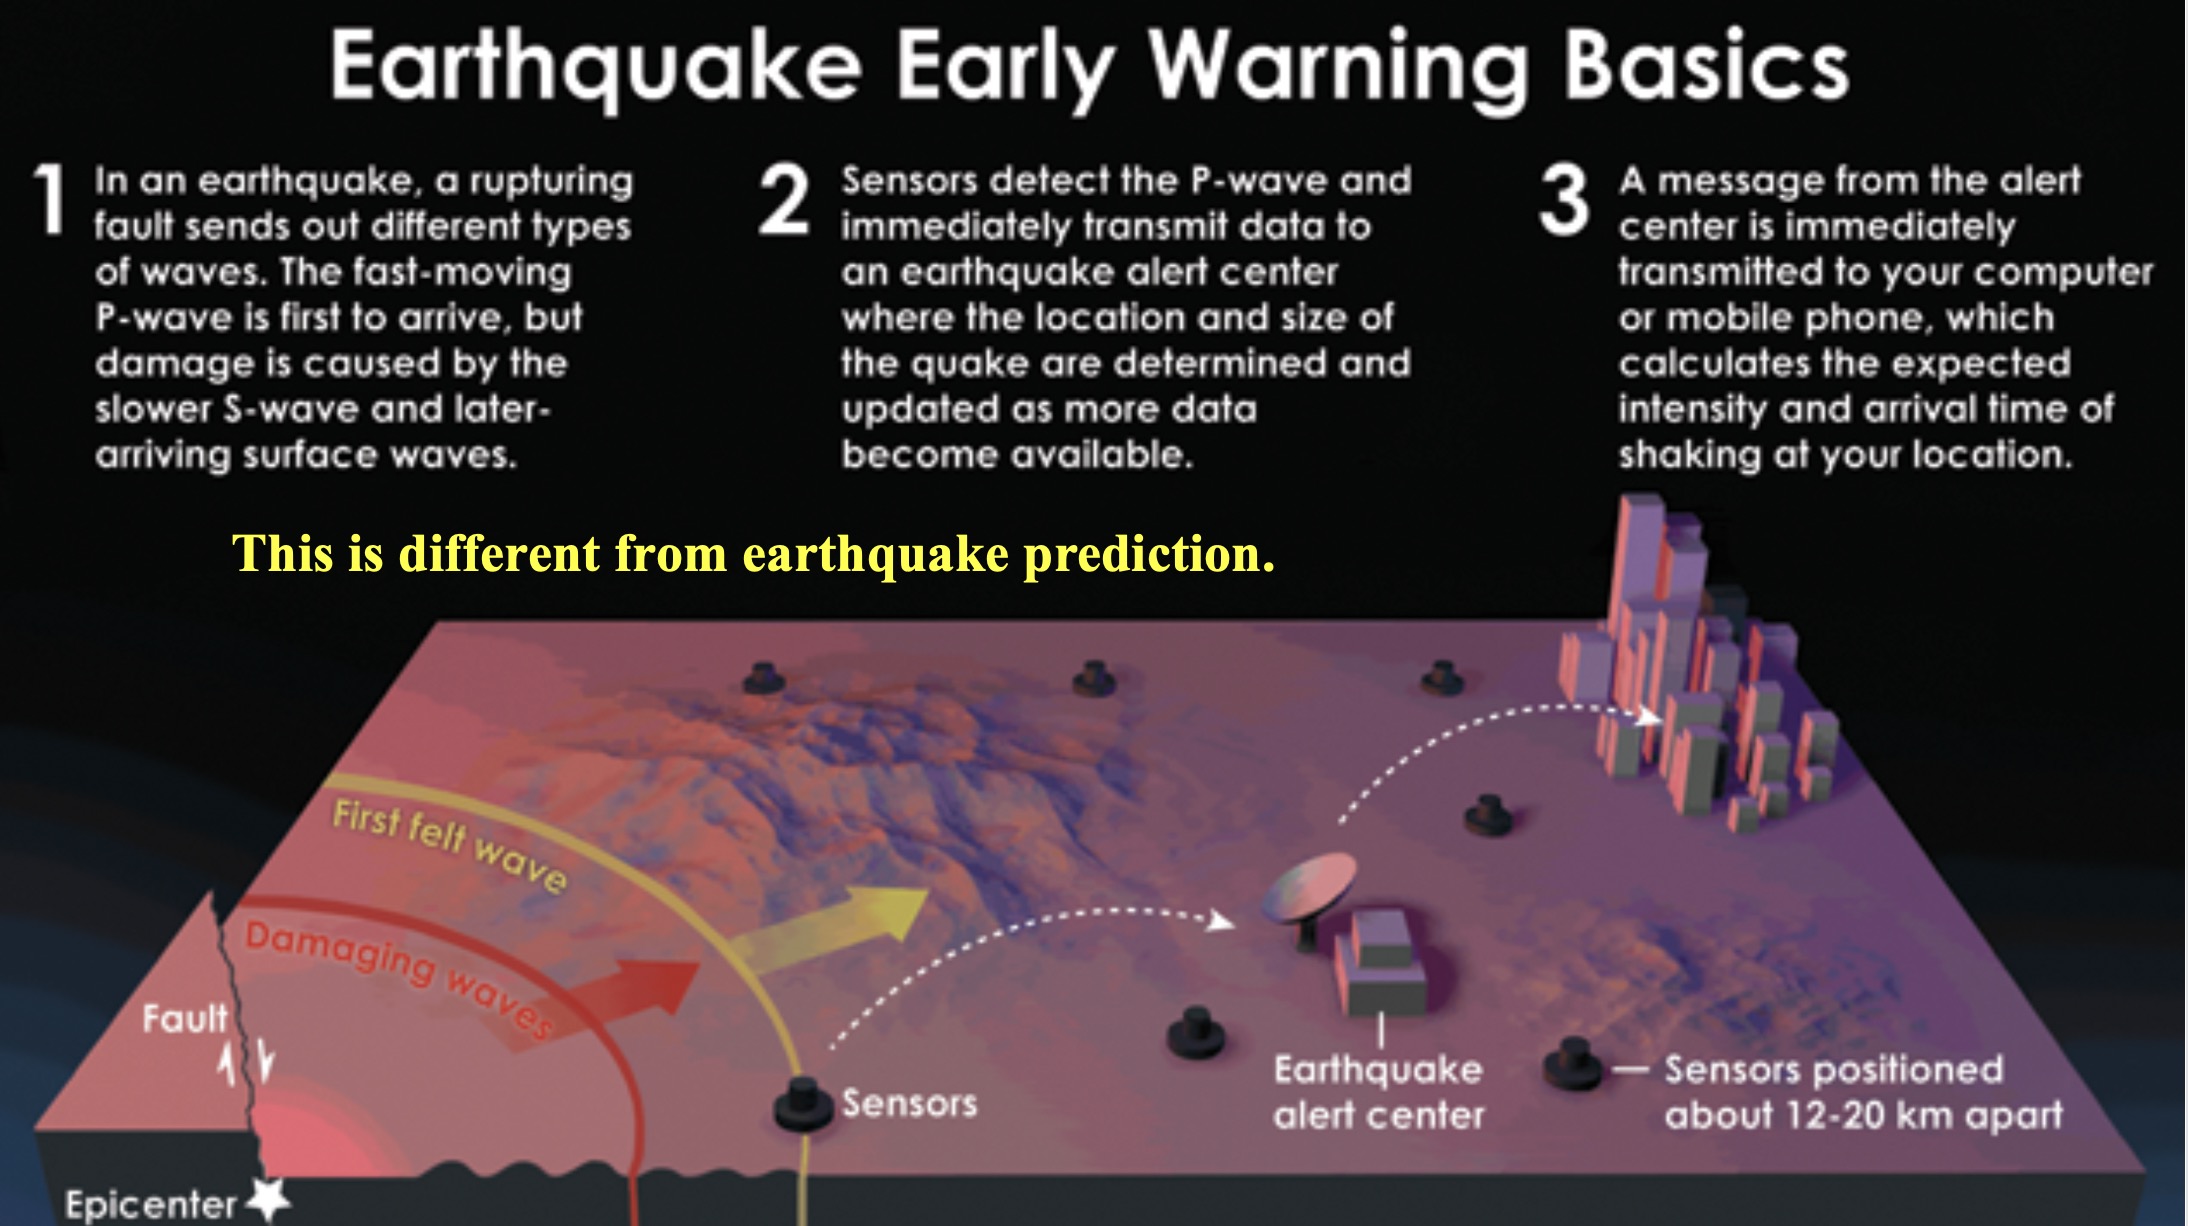 Earthquake Early Warning Basics
1
In an earthquake, a rupturing
fault sends out different types
of waves. The fast-moving
P-wave is first to arrive, but
damage is caused by the
slower S-wave and later-
arriving surface waves.
2
Sensors detect the P-wave and
immediately transmit data to
an earthquake alert center
where the location and size of
the quake are determined and
updated as more data
become available.
3
A message from the alert
center is immediately
transmitted to your computer
or mobile phone, which
calculates the expected
intensity and arrival time of
shaking at your location.
This is different from earthquake prediction.
First felt wave
Damaging waves
Fault
Epicenter
Sensors
Earthquake
alert center
Sensors positioned
about 12-20 km apart